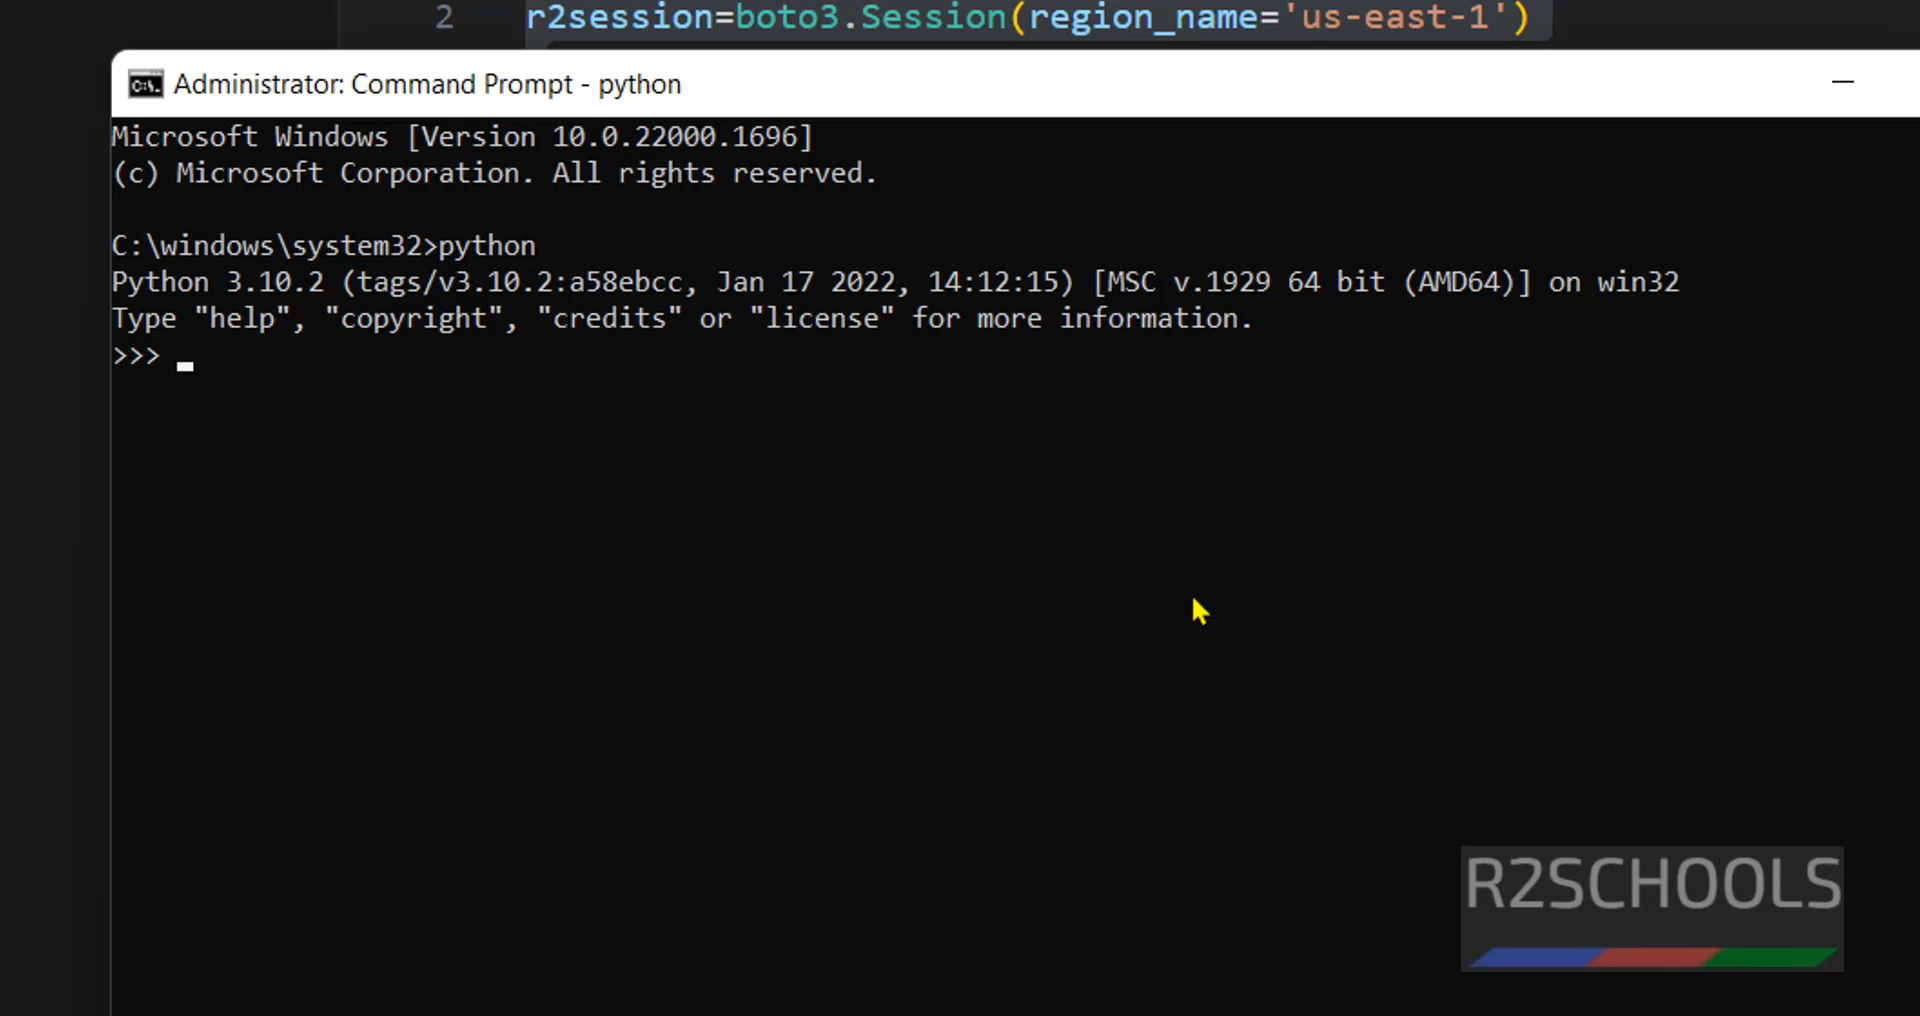 2 r2session=boto3.Session(region_name='us-east-1')
Administrator: Command Prompt - python
Microsoft Windows [Version 10.0.22000.1696]
(c) Microsoft Corporation. All rights reserved.
C:\windows\system32>python
Python 3.10.2 (tags/v3.10.2:a58ebcc, Jan 17 2022, 14:12:15) [MSC v.1929 64 bit (AMD64)] on win32
Type "help", "copyright", "credits" or "license" for more information.
>>>
R2SCHOOLS